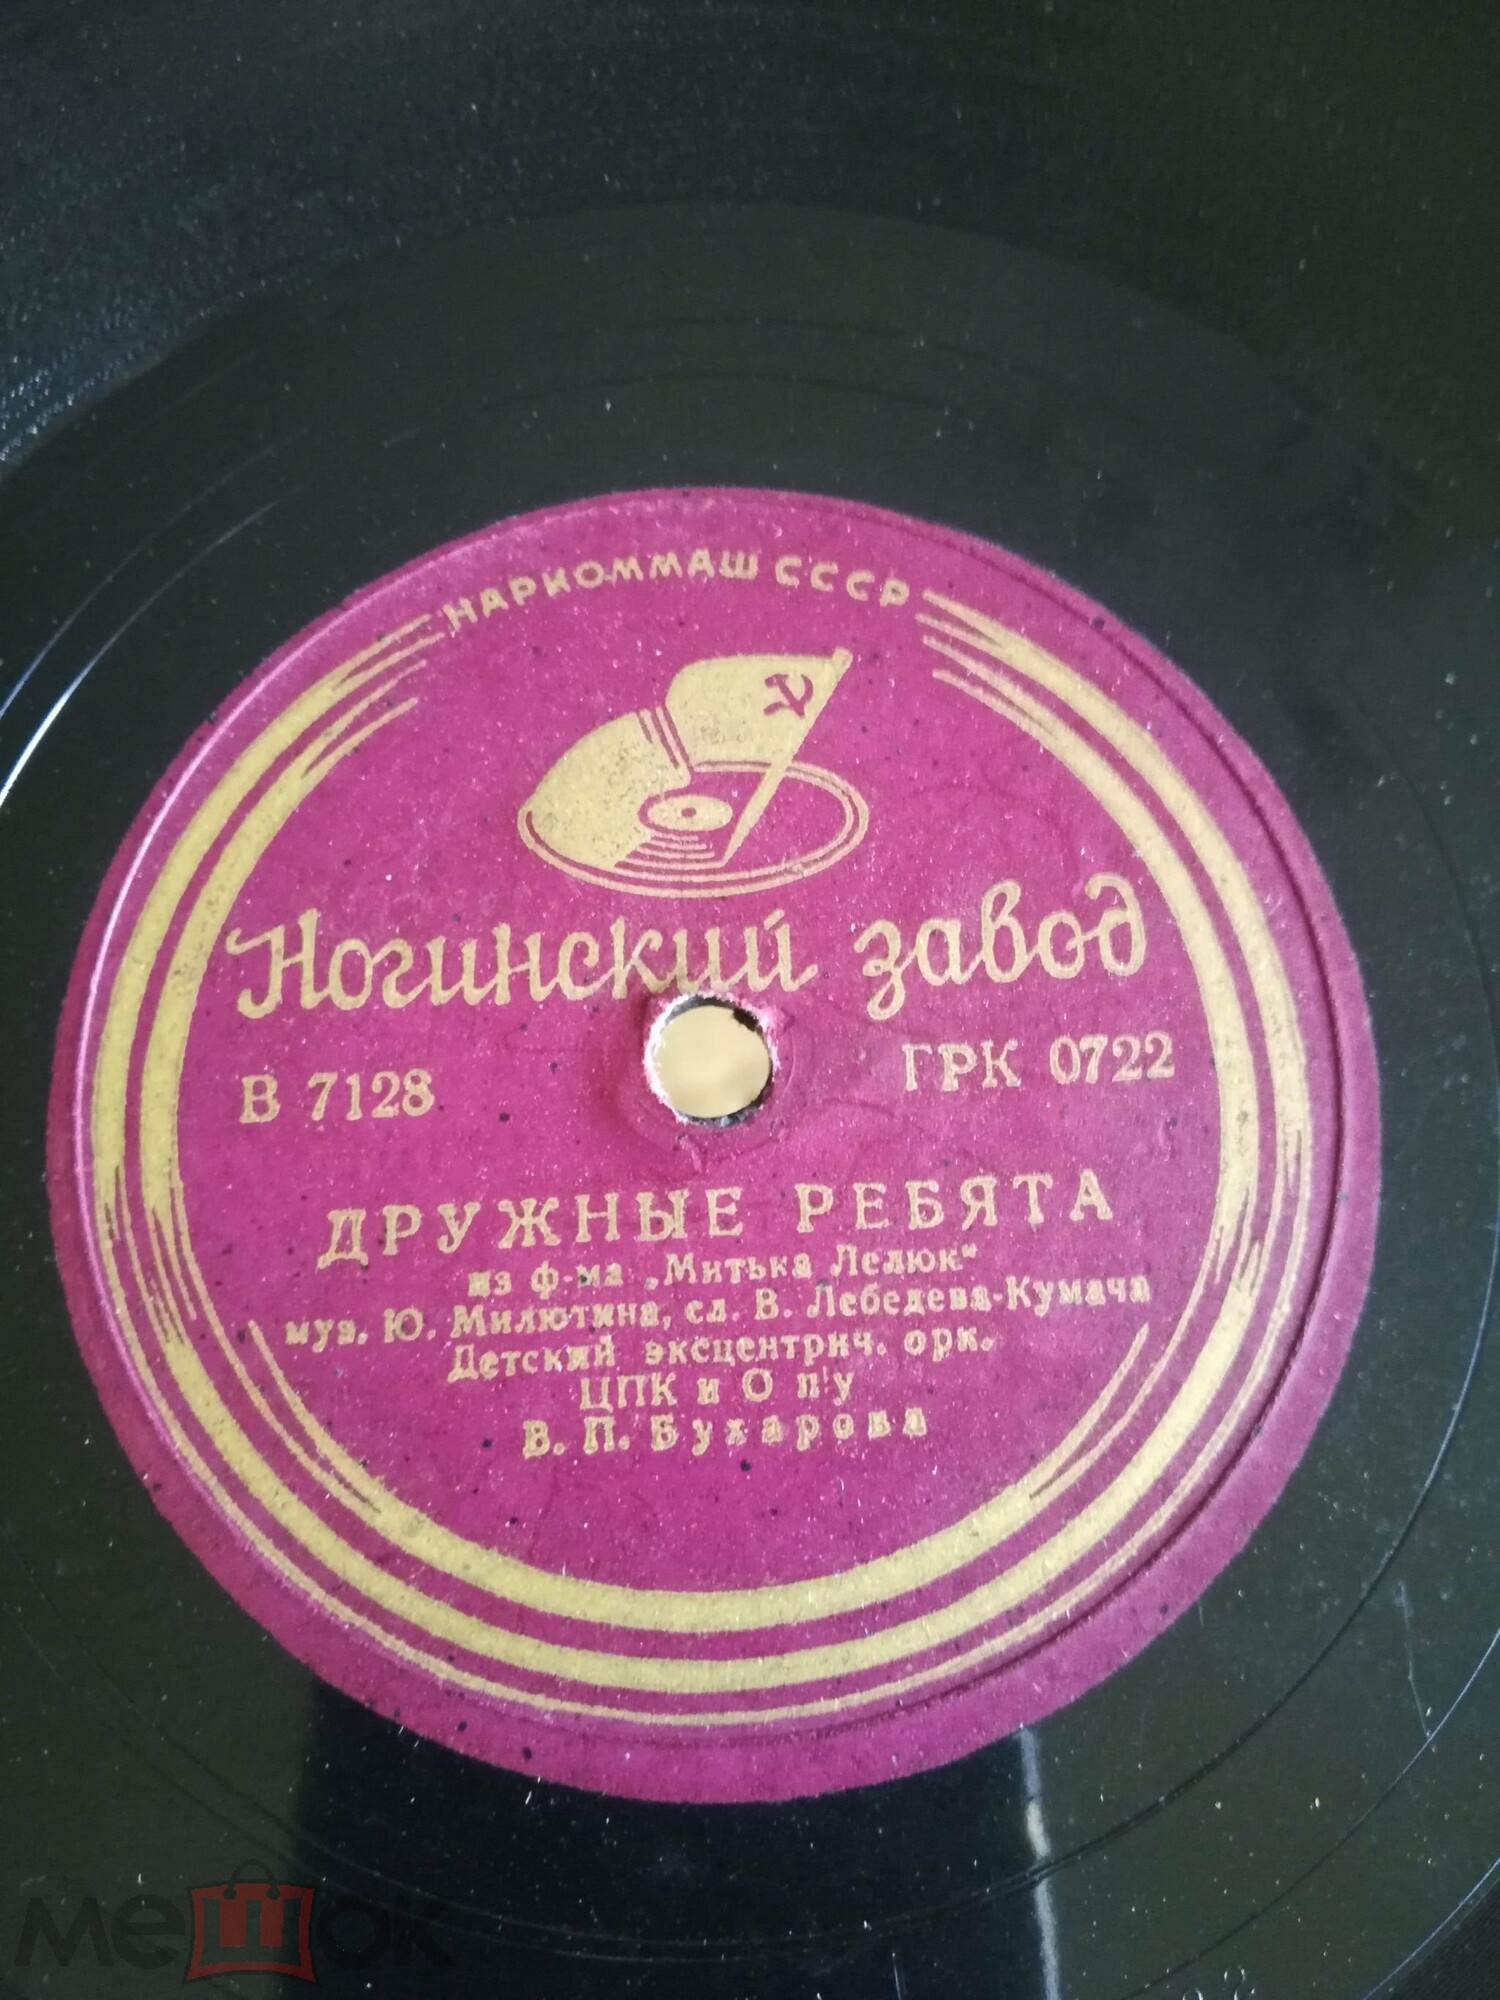 НАРКОММАШ СССР
Ногинский завод
В 7128 ГРК 0722
ДРУЖНЫЕ РЕБЯТА
из ф-ма „Митька Лелюк"
муз. Ю. Милютина, сл. В. Лебедева-Кумача
Детский эксцентрич. орк.
ЦПК и О п/у
В. П. Бухарова
мешок